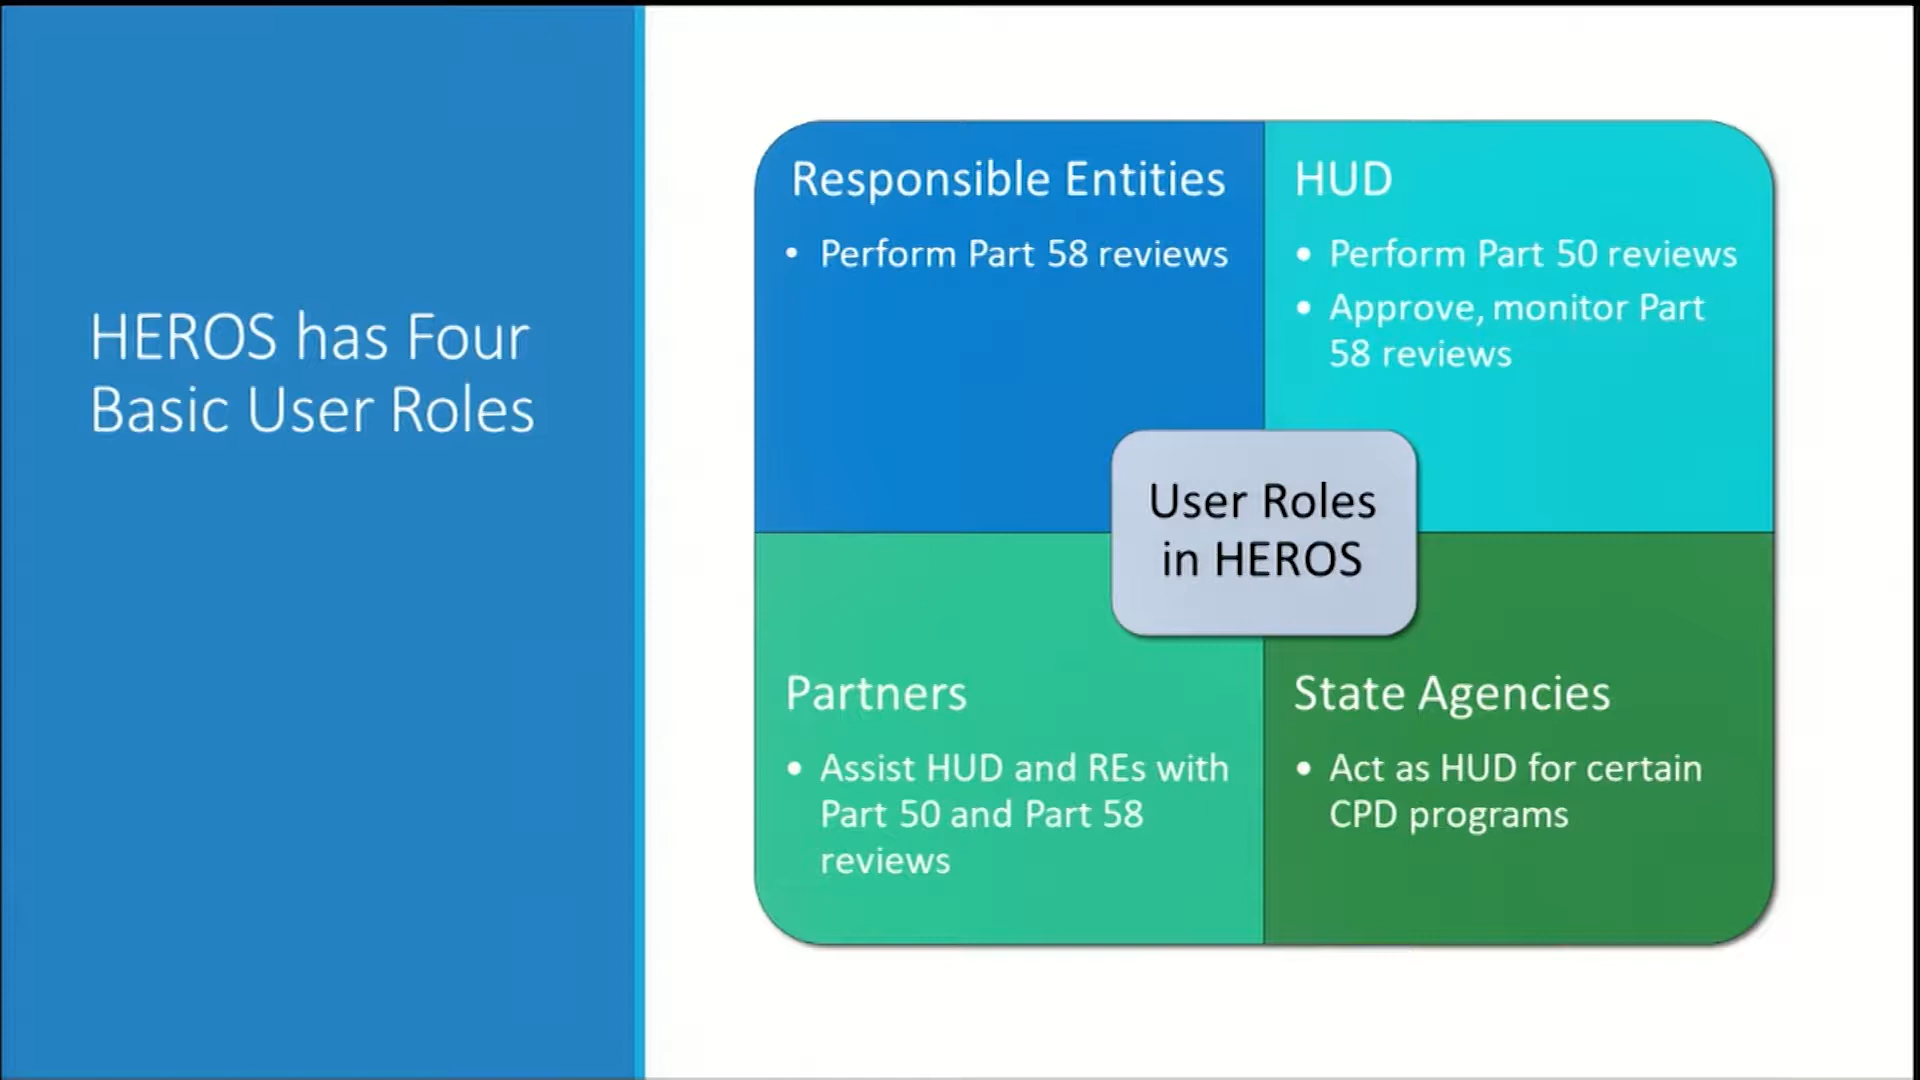 HEROS has Four
Basic User Roles
Responsible Entities
• Perform Part 58 reviews
HUD
• Perform Part 50 reviews
• Approve, monitor Part
58 reviews
User Roles
in HEROS
Partners
• Assist HUD and REs with
Part 50 and Part 58
reviews
State Agencies
• Act as HUD for certain
CPD programs